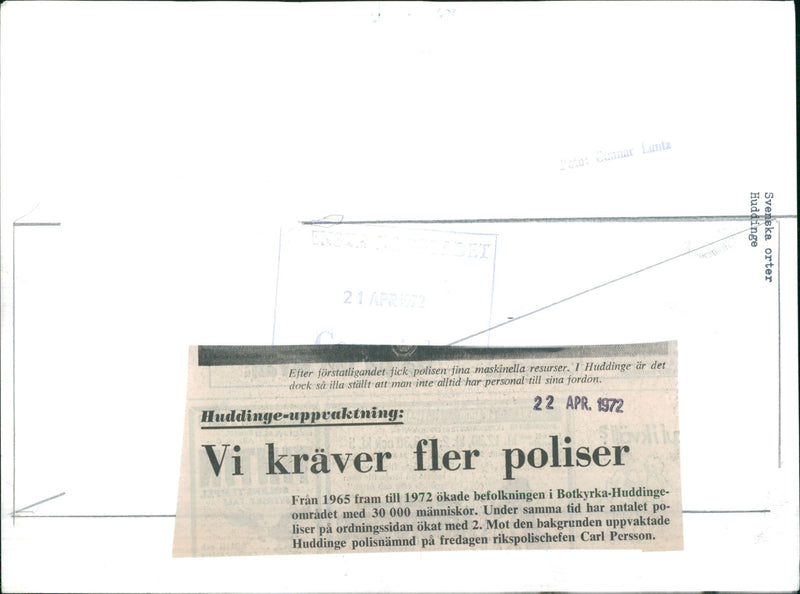 Foto: Gunnar Lantz
Svenska orter
Huddinge
SVENSKA DAGBLADET
21 APR 1972
Efter förstatligandet fick polisen fina maskinella resurser. I Huddinge är det
dock så illa ställt att man inte alltid har personal till sina fordon.
22 APR. 1972
Huddinge-uppvaktning:
Vi kräver fler poliser
Från 1965 fram till 1972 ökade befolkningen i Botkyrka-Huddinge-
området med 30 000 människor. Under samma tid har antalet po-
liser på ordningssidan ökat med 2. Mot den bakgrunden uppvaktade
Huddinge polisnämnd på fredagen rikspolischefen Carl Persson.